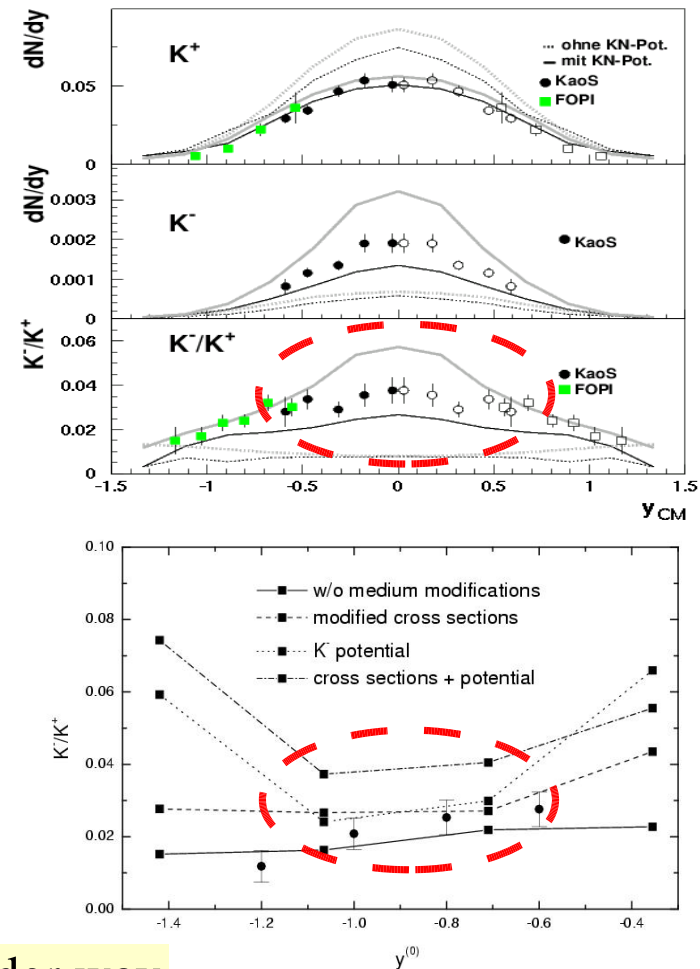 dN/dy
K+
ohne KN-Pot.
mit KN-Pot.
KaoS
FOPI
0.05
0
dN/dy
K-
KaoS
0.003
0.002
0.001
0
K-/K+
K-/K+
KaoS
FOPI
0.06
0.04
0.02
0
-1.5 -1 -0.5 0 0.5 1 1.5
yCM
0.10
w/o medium modifications
modified cross sections
K- potential
cross sections + potential
0.08
0.06
K-/K+
0.04
0.02
0.00
-1.4 -1.2 -1.0 -0.8 -0.6 -0.4
y(0)